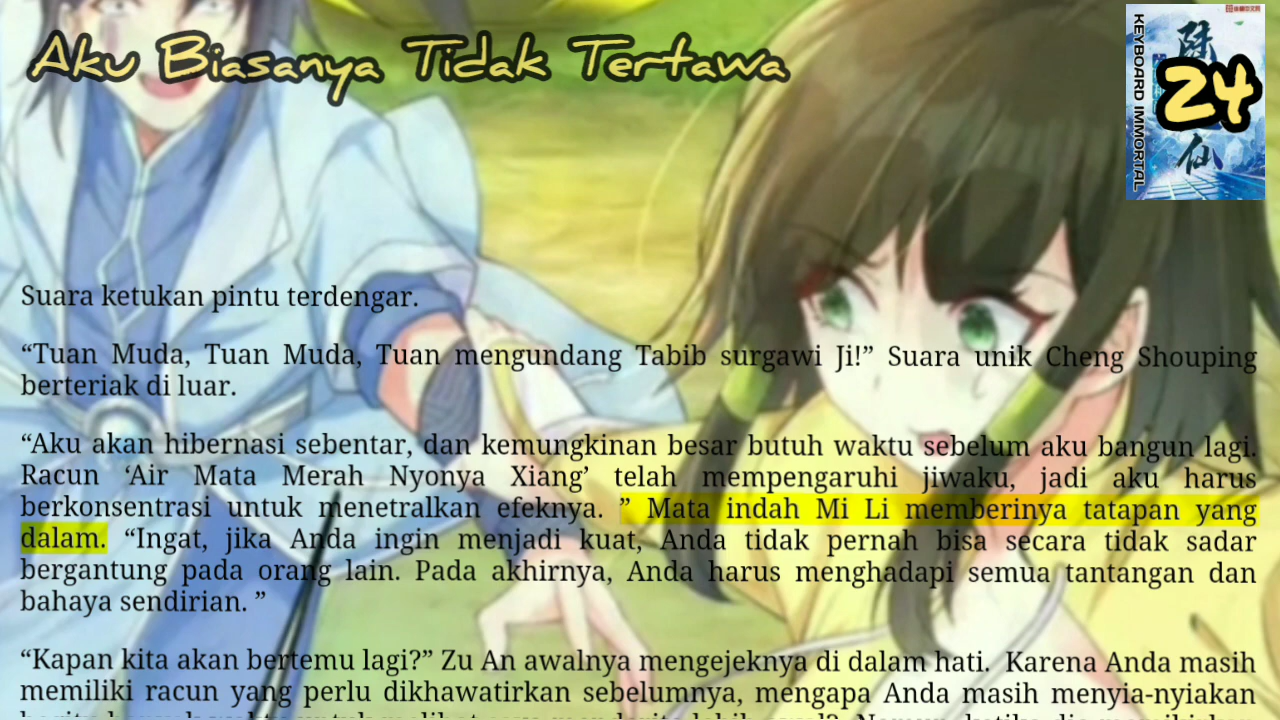 Aku Biasanya Tidak Tertawa
KEYBOARD IMMORTAL
24
仙
Suara ketukan pintu terdengar.
“Tuan Muda, Tuan Muda, Tuan mengundang Tabib surgawi Ji!” Suara unik Cheng Shouping
berteriak di luar.
“Aku akan hibernasi sebentar, dan kemungkinan besar butuh waktu sebelum aku bangun lagi.
Racun ‘Air Mata Merah Nyonya Xiang’ telah mempengaruhi jiwaku, jadi aku harus
berkonsentrasi untuk menetralkan efeknya. ” Mata indah Mi Li memberinya tatapan yang
dalam. “Ingat, jika Anda ingin menjadi kuat, Anda tidak pernah bisa secara tidak sadar
bergantung pada orang lain. Pada akhirnya, Anda harus menghadapi semua tantangan dan
bahaya sendirian. ”
“Kapan kita akan bertemu lagi?” Zu An awalnya mengejeknya di dalam hati. Karena Anda masih
memiliki racun yang perlu dikhawatirkan sebelumnya, mengapa Anda masih menyia-nyiakan